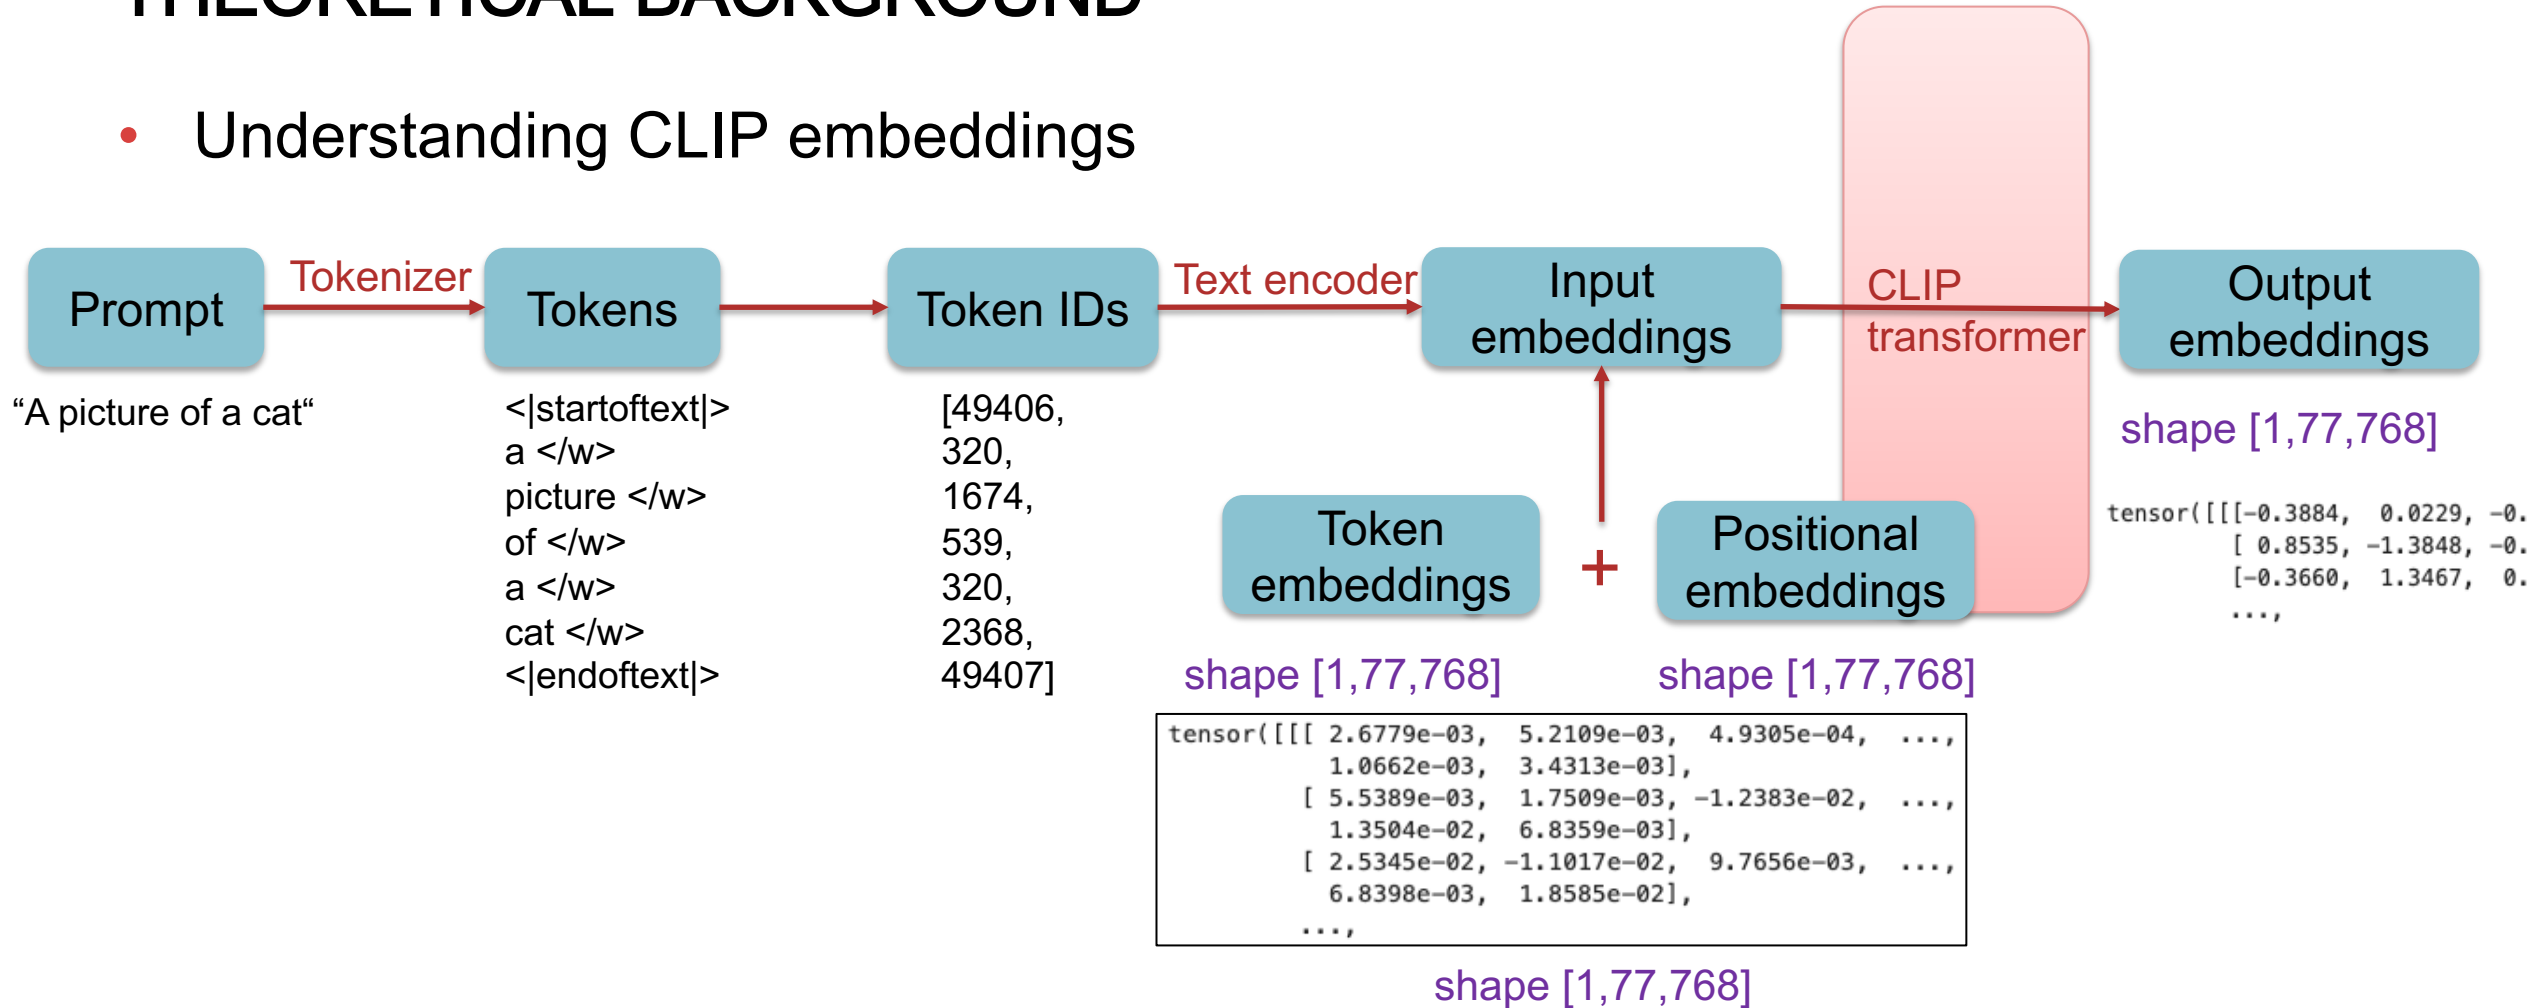 THEORETICAL BACKGROUND
• Understanding CLIP embeddings
Prompt
Tokenizer
Tokens
Token IDs
Text encoder
Input
embeddings
CLIP
transformer
Output
embeddings
“A picture of a cat“
<|startoftext|>
a </w>
picture </w>
of </w>
a </w>
cat </w>
<|endoftext|>
[49406,
320,
1674,
539,
320,
2368,
49407]
Token
embeddings
+
Positional
embeddings
shape [1,77,768]
shape [1,77,768]
tensor([[[ 2.6779e-03, 5.2109e-03, 4.9305e-04, ...,
1.0662e-03, 3.4313e-03],
[ 5.5389e-03, 1.7509e-03, -1.2383e-02, ...,
1.3504e-02, 6.8359e-03],
[ 2.5345e-02, -1.1017e-02, 9.7656e-03, ...,
6.8398e-03, 1.8585e-02],
...,
shape [1,77,768]
shape [1,77,768]
tensor([[[-0.3884, 0.0229, -0.
[ 0.8535, -1.3848, -0.
[-0.3660, 1.3467, 0.
...,